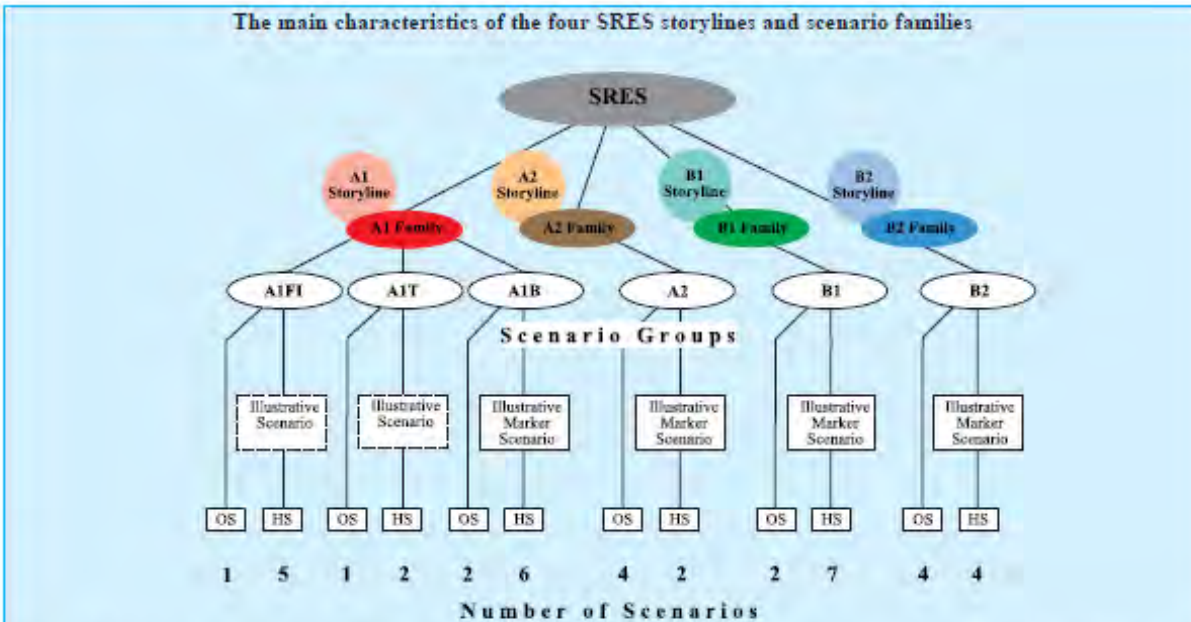 The main characteristics of the four SRES storylines and scenario families
SRES
A1
Storyline
A2
Storyline
B1
Storyline
B2
Storyline
A1 Family
A2 Family
B1 Family
B2 Family
A1FI
A1T
A1B
A2
B1
B2
Scenario Groups
Illustrative
Scenario
Illustrative
Scenario
Illustrative
Marker
Scenario
Illustrative
Marker
Scenario
Illustrative
Marker
Scenario
Illustrative
Marker
Scenario
OS HS OS HS OS HS OS HS OS HS OS HS
1 5 1 2 2 6 4 2 2 7 4 4
Number of Scenarios